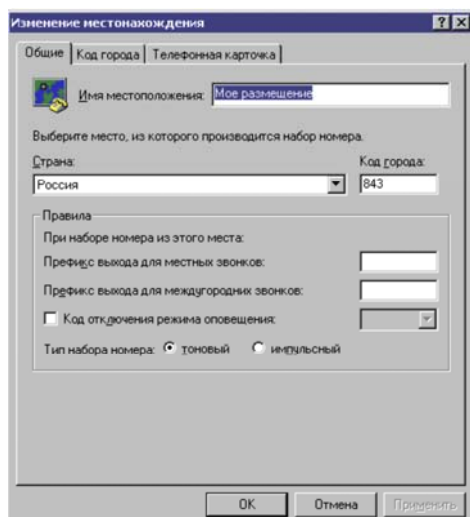 Изменение местонахождения
Общие Код города Телефонная карточка
Имя местоположения: Мое размещение
Выберите место, из которого производится набор номера.
Страна: Код города:
Россия 843
Правила
При наборе номера из этого места:
Префикс выхода для местных звонков:
Префикс выхода для междугородних звонков:
Код отключения режима оповещения:
Тип набора номера: тоновый импульсный
OK Отмена Применить